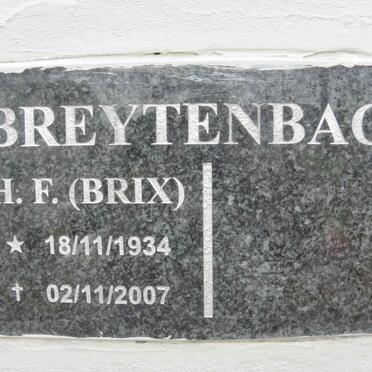 BREYTENBAC
H. F. (BRIX)
★ 18/11/1934
✝ 02/11/2007